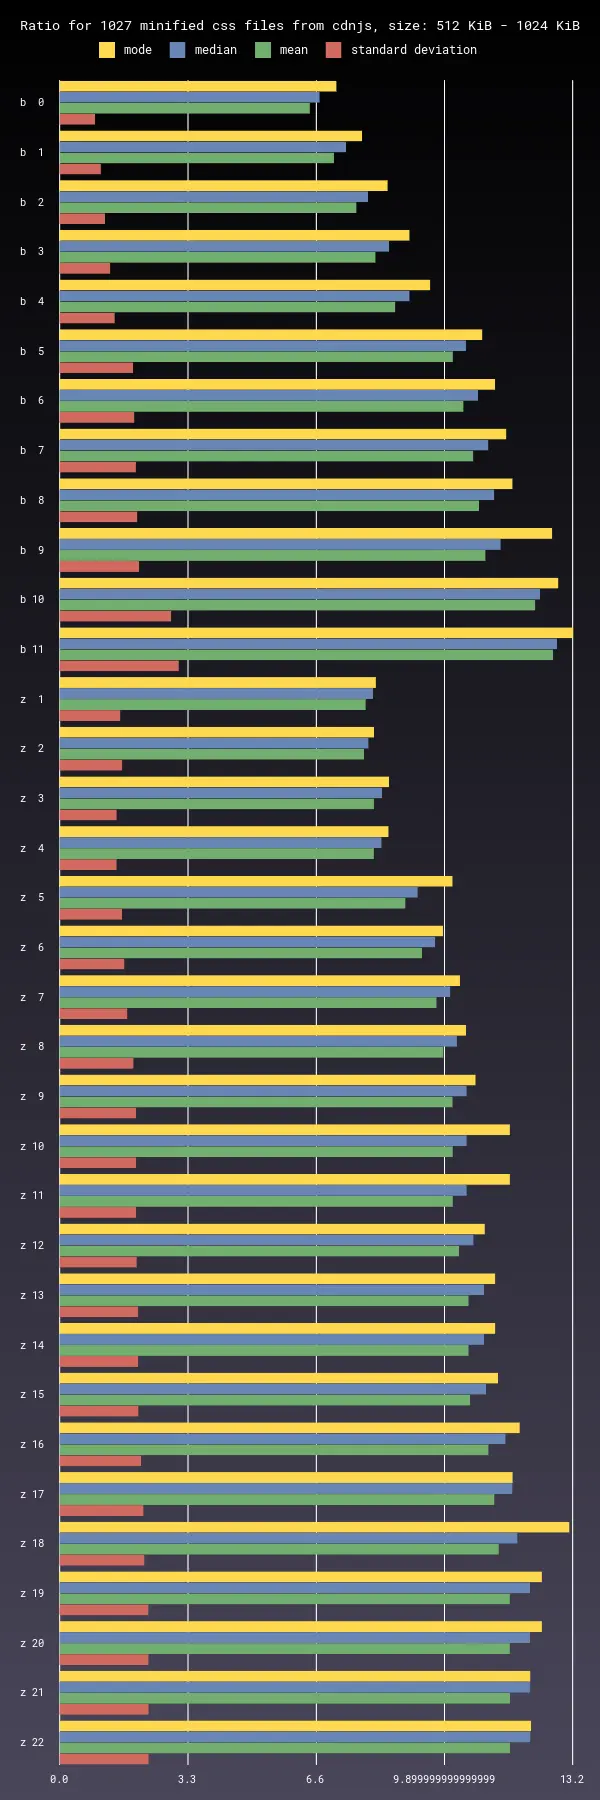 Ratio for 1027 minified css files from cdnjs, size: 512 KiB - 1024 KiB
mode median mean standard deviation
b 0
b 1
b 2
b 3
b 4
b 5
b 6
b 7
b 8
b 9
b 10
b 11
z 1
z 2
z 3
z 4
z 5
z 6
z 7
z 8
z 9
z 10
z 11
z 12
z 13
z 14
z 15
z 16
z 17
z 18
z 19
z 20
z 21
z 22
0.0 3.3 6.6 9.899999999999999 13.2